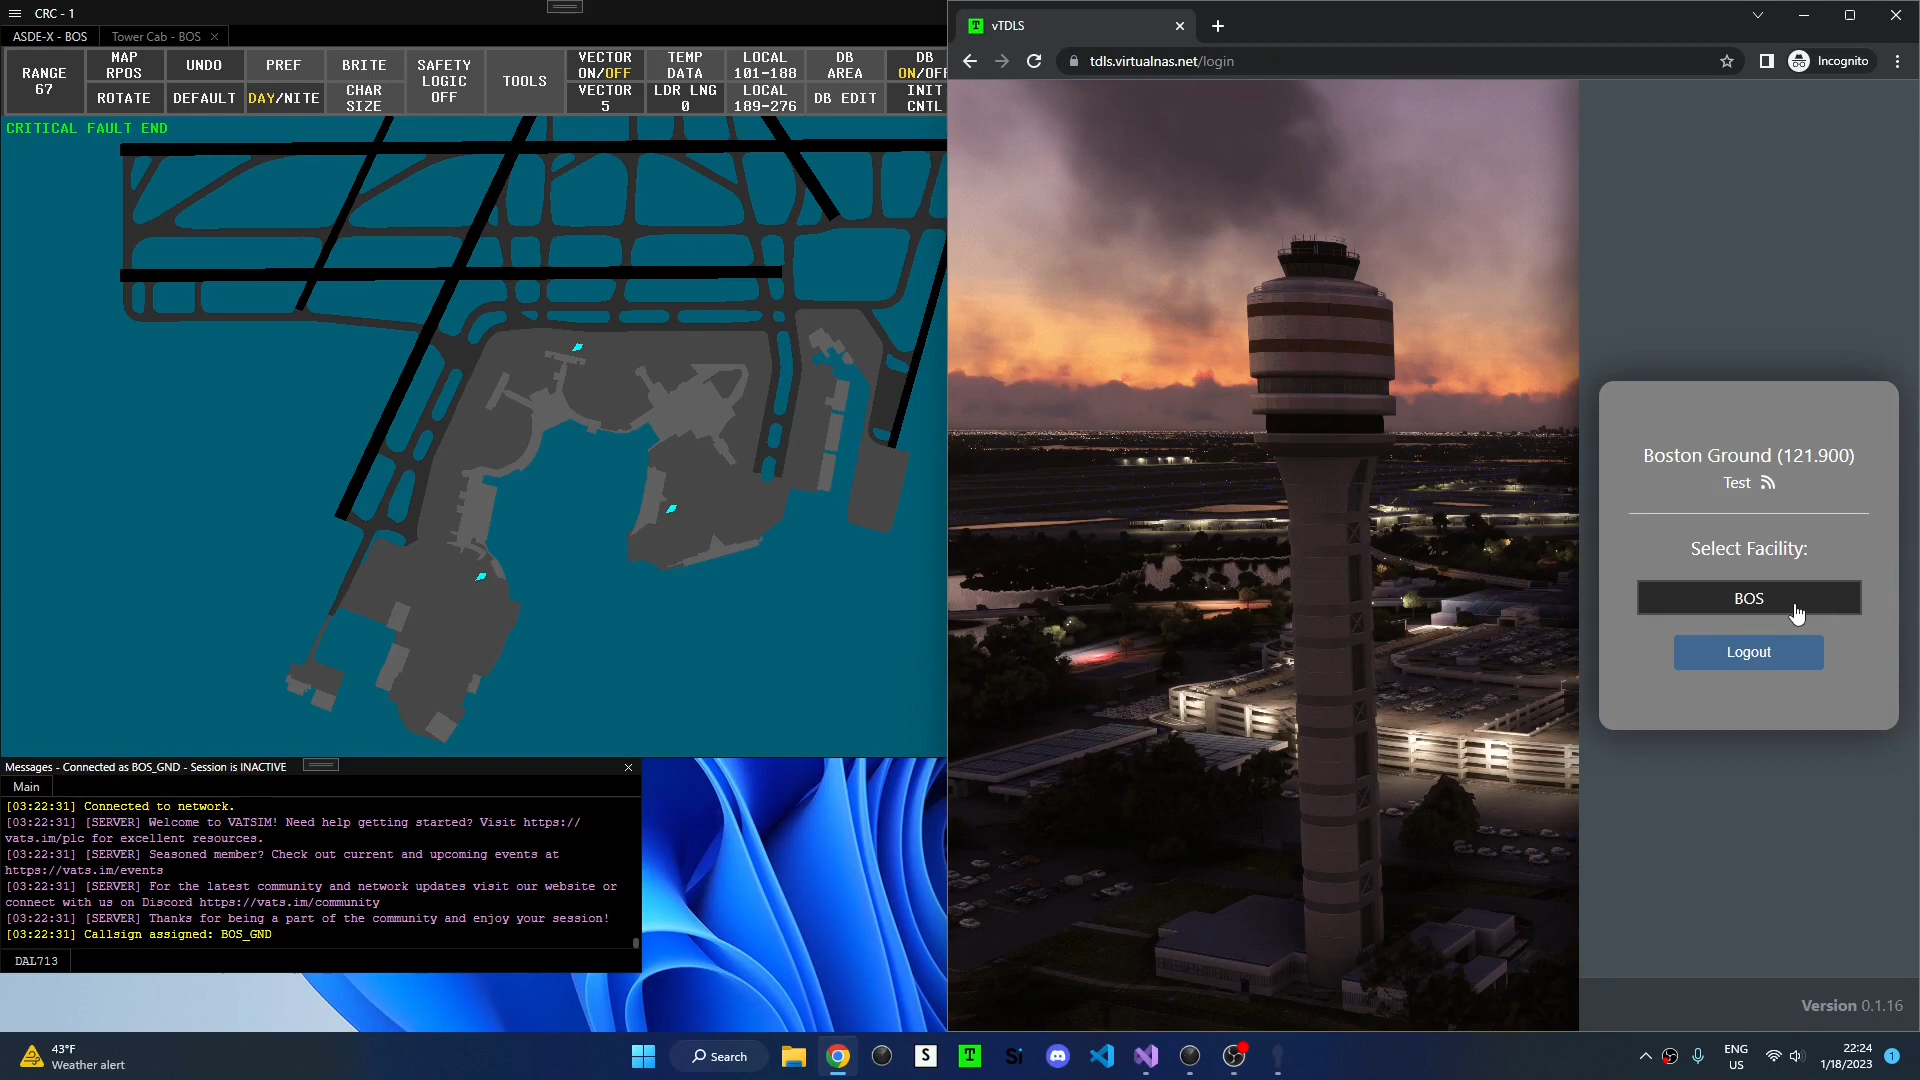 CRC - 1
ASDE-X - BOS
Tower Cab - BOS
RANGE
67
MAP
RPOS
ROTATE
UNDO
DEFAULT
PREF
DAY/NITE
BRITE
CHAR
SIZE
SAFETY
LOGIC
OFF
TOOLS
VECTOR
ON/OFF
VECTOR
5
TEMP
DATA
LDR LNG
0
LOCAL
101-188
LOCAL
189-276
DB
AREA
DB EDIT
DB
ON/OFF
INIT
CNTL
CRITICAL FAULT END
Messages - Connected as BOS_GND - Session is INACTIVE
Main
[03:22:31] Connected to network.
[03:22:31] [SERVER] Welcome to VATSIM! Need help getting started? Visit https://
vats.im/plc for excellent resources.
[03:22:31] [SERVER] Seasoned member? Check out current and upcoming events at
https://vats.im/events
[03:22:31] [SERVER] For the latest community and network updates visit our website or
connect with us on Discord https://vats.im/community
[03:22:31] [SERVER] Thanks for being a part of the community and enjoy your session!
[03:22:31] Callsign assigned: BOS_GND
DAL713
vTDLS
tdls.virtualnas.net/login
Incognito
Boston Ground (121.900)
Test
Select Facility:
BOS
Logout
Version 0.1.16
43°F
Weather alert
Search
S
T
Si
ENG
US
22:24
1/18/2023
1